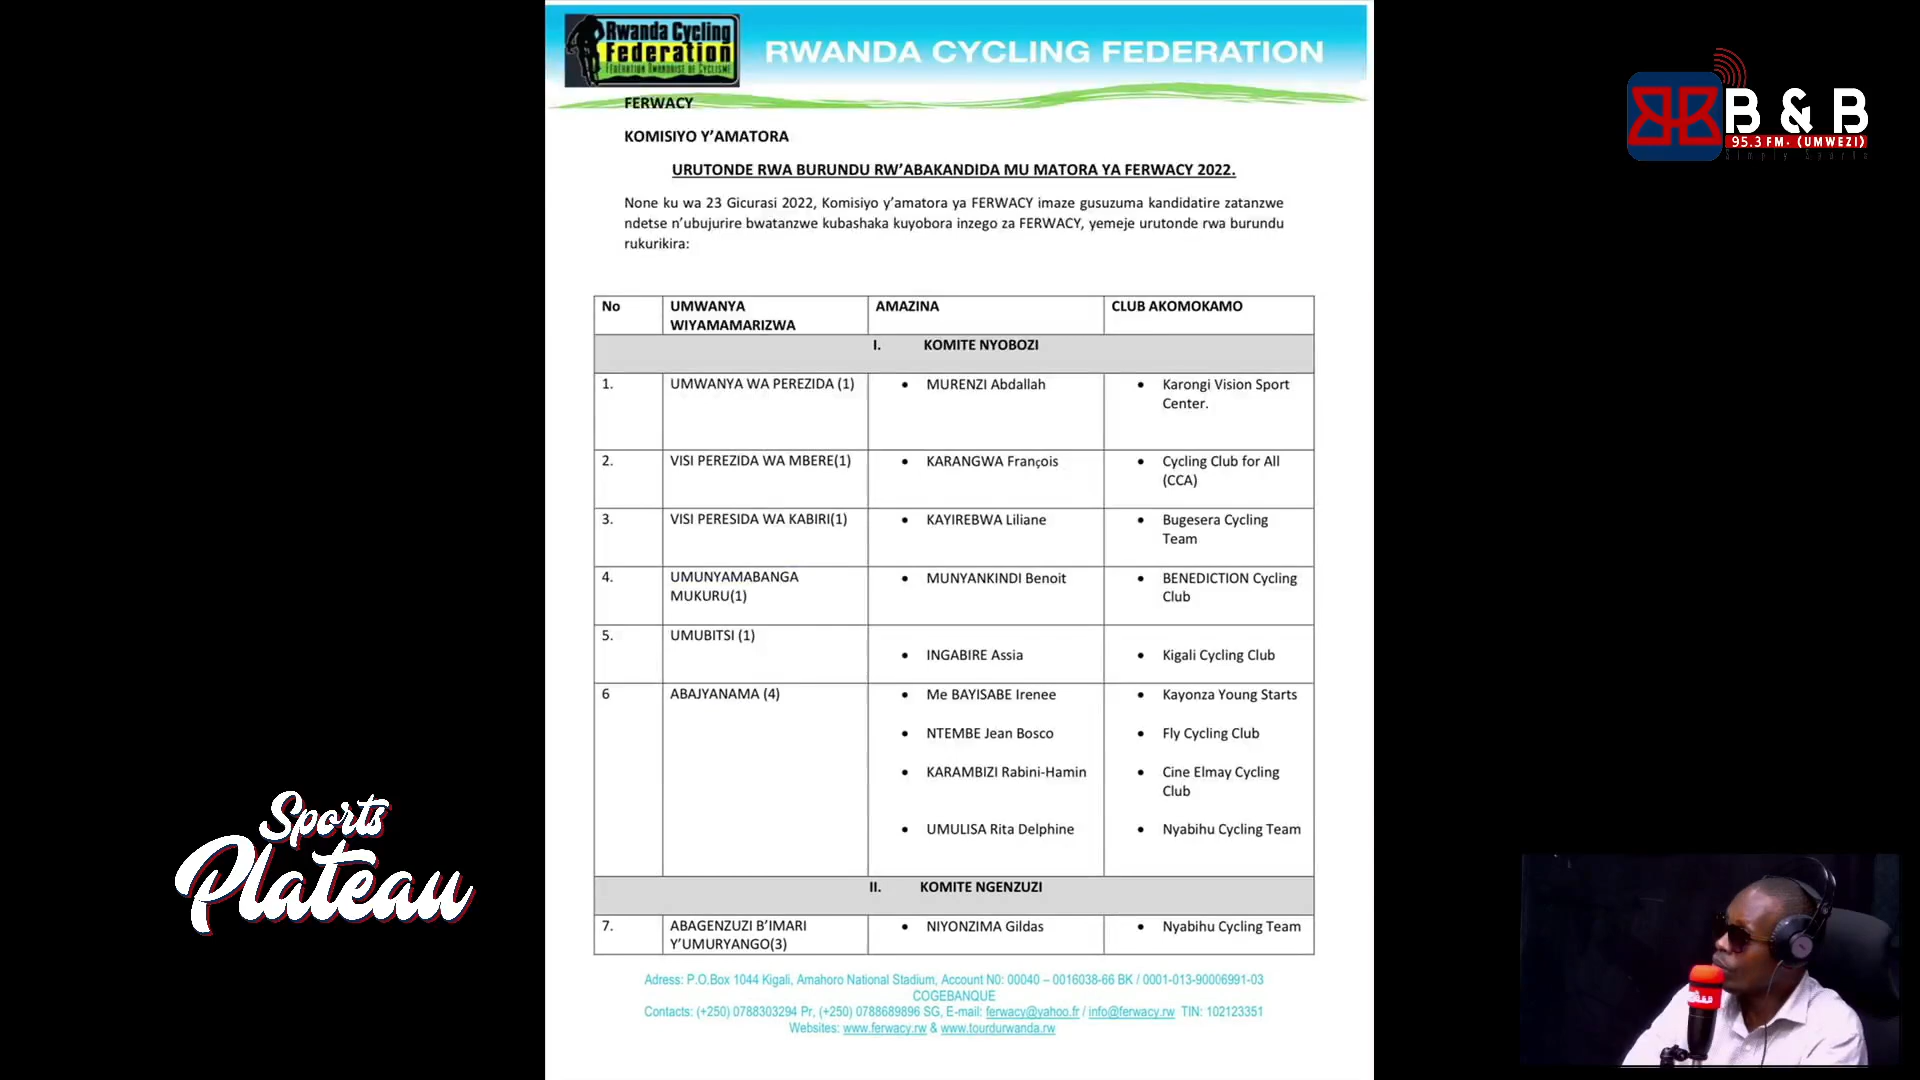 Rwanda Cycling
Federation
FÉDÉRATION RWANDAISE DE CYCLISME
RWANDA CYCLING FEDERATION
B & B
95.3 FM. (UMWEZI)
Simply Sports
FERWACY
KOMISIYO Y’AMATORA
URUTONDE RWA BURUNDU RW’ABAKANDIDA MU MATORA YA FERWACY 2022.
None ku wa 23 Gicurasi 2022, Komisiyo y’amatora ya FERWACY imaze gusuzuma kandidatire zatanzwe
ndetse n’ubujurire bwatanzwe kubashaka kuyobora inzego za FERWACY, yemeje urutonde rwa burundu
rukurikira:
No UMWANYA AMAZINA CLUB AKOMOKAMO
WIYAMAMARIZWA
I. KOMITE NYOBOZI
1. UMWANYA WA PEREZIDA (1) • MURENZI Abdallah • Karongi Vision Sport
Center.
2. VISI PEREZIDA WA MBERE(1) • KARANGWA François • Cycling Club for All
(CCA)
3. VISI PERESIDA WA KABIRI(1) • KAYIREBWA Liliane • Bugesera Cycling
Team
4. UMUNYAMABANGA • MUNYANKINDI Benoit • BENEDICTION Cycling
MUKURU(1) Club
5. UMUBITSI (1)
• INGABIRE Assia • Kigali Cycling Club
6 ABAJYANAMA (4) • Me BAYISABE Irenee • Kayonza Young Starts
• NTEMBE Jean Bosco • Fly Cycling Club
• KARAMBIZI Rabini-Hamin • Cine Elmay Cycling
Club
• UMULISA Rita Delphine • Nyabihu Cycling Team
II. KOMITE NGENZUZI
7. ABAGENZUZI B’IMARI • NIYONZIMA Gildas • Nyabihu Cycling Team
Y’UMURYANGO(3)
Adress: P.O.Box 1044 Kigali, Amahoro National Stadium, Account N0: 00040 – 0016038-66 BK / 0001-013-90006991-03
COGEBANQUE
Contacts: (+250) 0788303294 Pr, (+250) 0788689896 SG, E-mail: ferwacy@yahoo.fr / info@ferwacy.rw TIN: 102123351
Websites: www.ferwacy.rw & www.tourdurwanda.rw
Sports
Plateau